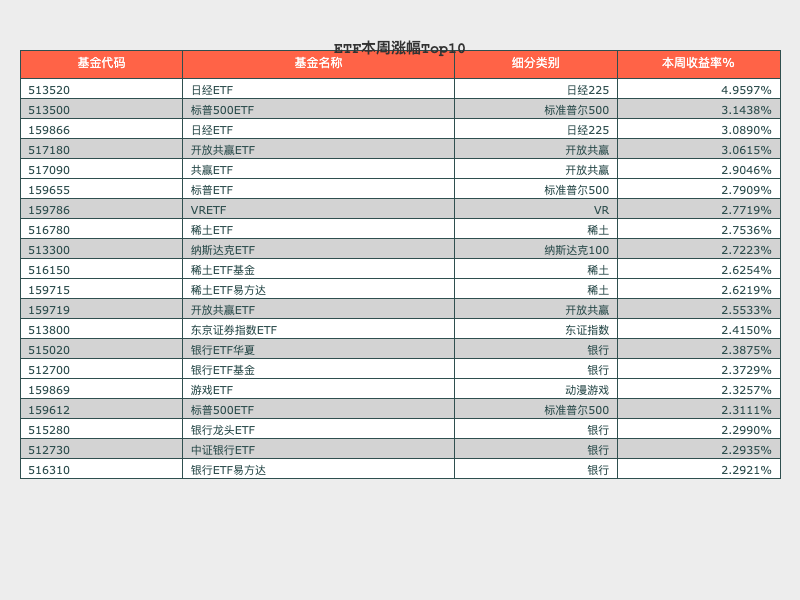 ETF本周涨幅Top10
基金代码 基金名称 细分类别 本周收益率%
513520 日经ETF 日经225 4.9597%
513500 标普500ETF 标准普尔500 3.1438%
159866 日经ETF 日经225 3.0890%
517180 开放共赢ETF 开放共赢 3.0615%
517090 共赢ETF 开放共赢 2.9046%
159655 标普ETF 标准普尔500 2.7909%
159786 VRETF VR 2.7719%
516780 稀土ETF 稀土 2.7536%
513300 纳斯达克ETF 纳斯达克100 2.7223%
516150 稀土ETF基金 稀土 2.6254%
159715 稀土ETF易方达 稀土 2.6219%
159719 开放共赢ETF 开放共赢 2.5533%
513800 东京证券指数ETF 东证指数 2.4150%
515020 银行ETF华夏 银行 2.3875%
512700 银行ETF基金 银行 2.3729%
159869 游戏ETF 动漫游戏 2.3257%
159612 标普500ETF 标准普尔500 2.3111%
515280 银行龙头ETF 银行 2.2990%
512730 中证银行ETF 银行 2.2935%
516310 银行ETF易方达 银行 2.2921%